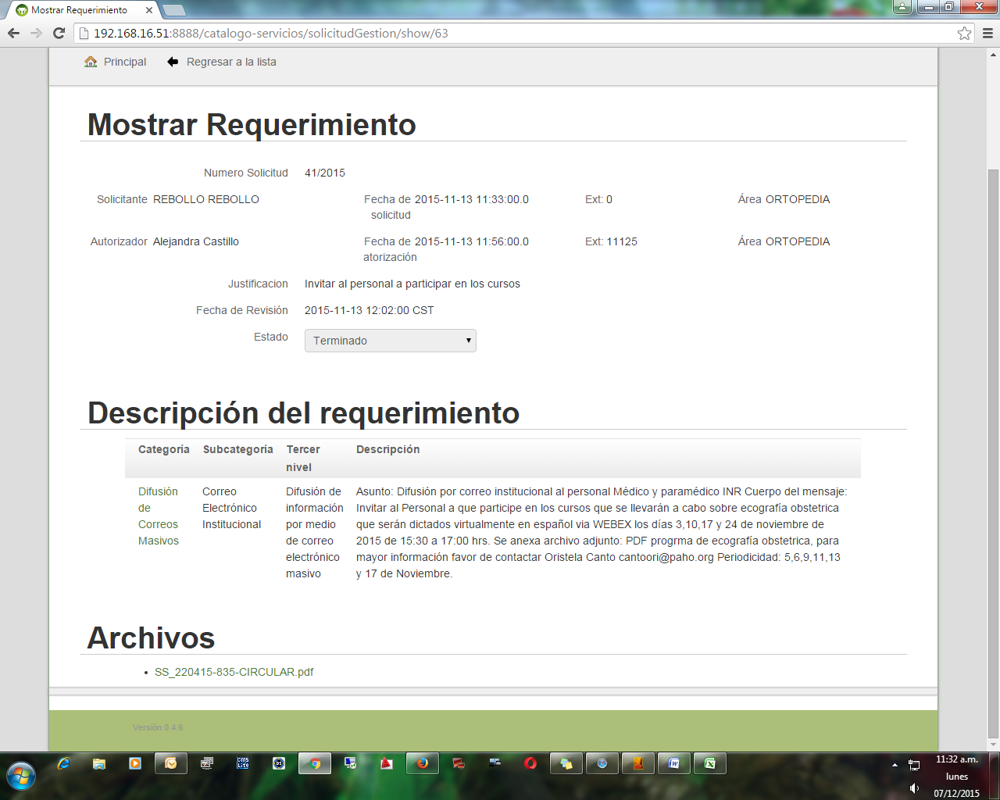 Mostrar Requerimiento
192.168.16.51:8888/catalogo-servicios/solicitudGestion/show/63
Principal Regresar a la lista
Mostrar Requerimiento
Numero Solicitud 41/2015
Solicitante REBOLLO REBOLLO Fecha de 2015-11-13 11:33:00.0 Ext: 0 Área ORTOPEDIA
solicitud
Autorizador Alejandra Castillo Fecha de 2015-11-13 11:56:00.0 Ext: 11125 Área ORTOPEDIA
atorización
Justificacion Invitar al personal a participar en los cursos
Fecha de Revisión 2015-11-13 12:02:00 CST
Estado Terminado
Descripción del requerimiento
Categoría Subcategoría Tercer Descripción
nivel
Difusión Correo Difusión de Asunto: Difusión por correo institucional al personal Médico y paramédico INR Cuerpo del mensaje:
de Electrónico información Invitar al Personal a que participe en los cursos que se llevarán a cabo sobre ecografía obstetrica
Correos Institucional por medio que serán dictados virtualmente en español via WEBEX los días 3,10,17 y 24 de noviembre de
Masivos de correo 2015 de 15:30 a 17:00 hrs. Se anexa archivo adjunto: PDF progrma de ecografía obstetrica, para
electrónico mayor información favor de contactar Oristela Canto cantoori@paho.org Periodicidad: 5,6,9,11,13
masivo y 17 de Noviembre.
Archivos
SS_220415-835-CIRCULAR.pdf
Versión 0.4.6
CMS
Lite
11:32 a.m.
lunes
07/12/2015